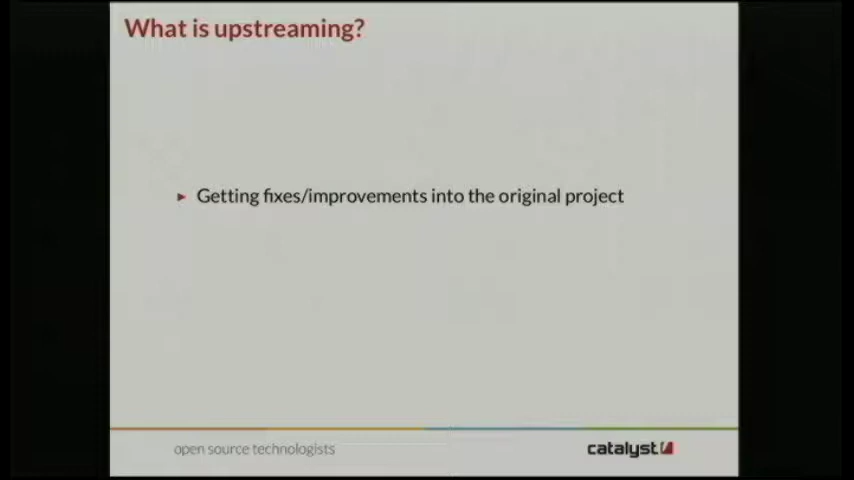 What is upstreaming?
► Getting fixes/improvements into the original project
open source technologists
catalyst